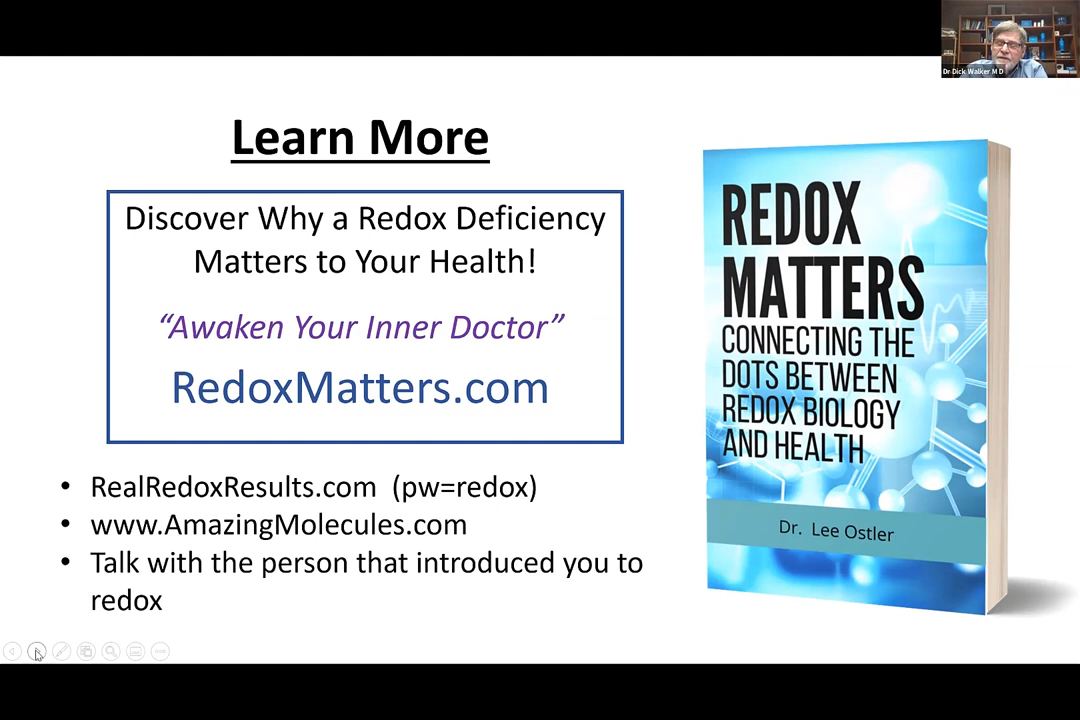 Dr Dick Walker M D
Learn More
Discover Why a Redox Deficiency
Matters to Your Health!
“Awaken Your Inner Doctor”
RedoxMatters.com
• RealRedoxResults.com (pw=redox)
• www.AmazingMolecules.com
• Talk with the person that introduced you to
redox
REDOX
MATTERS
CONNECTING THE
DOTS BETWEEN
REDOX BIOLOGY
AND HEALTH
Dr. Lee Ostler